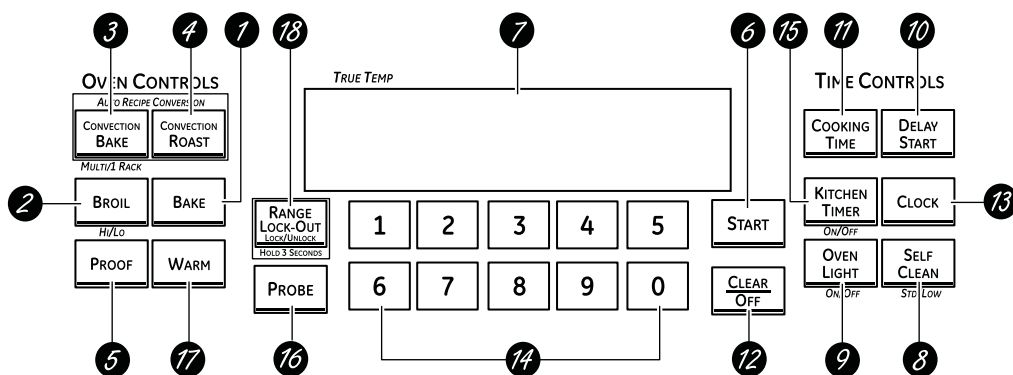 3 4 1 18 7 6 15 11 10
OVEN CONTROLS
TRUE TEMP
TIME CONTROLS
AUTO RECIPE CONVERSION
CONVECTION BAKE
CONVECTION ROAST
COOKING TIME
DELAY START
MULTI/1 RACK
2
BROIL
BAKE
RANGE LOCK-OUT
LOCK/UNLOCK
1 2 3 4 5
START
KITCHEN TIMER
CLOCK
13
HI/LO
HOLD 3 SECONDS
ON/OFF
PROOF
WARM
PROBE
6 7 8 9 0
CLEAR
OFF
OVEN LIGHT
SELF CLEAN
ON/OFF
STD/LOW
5 17 16 14 12 9 8